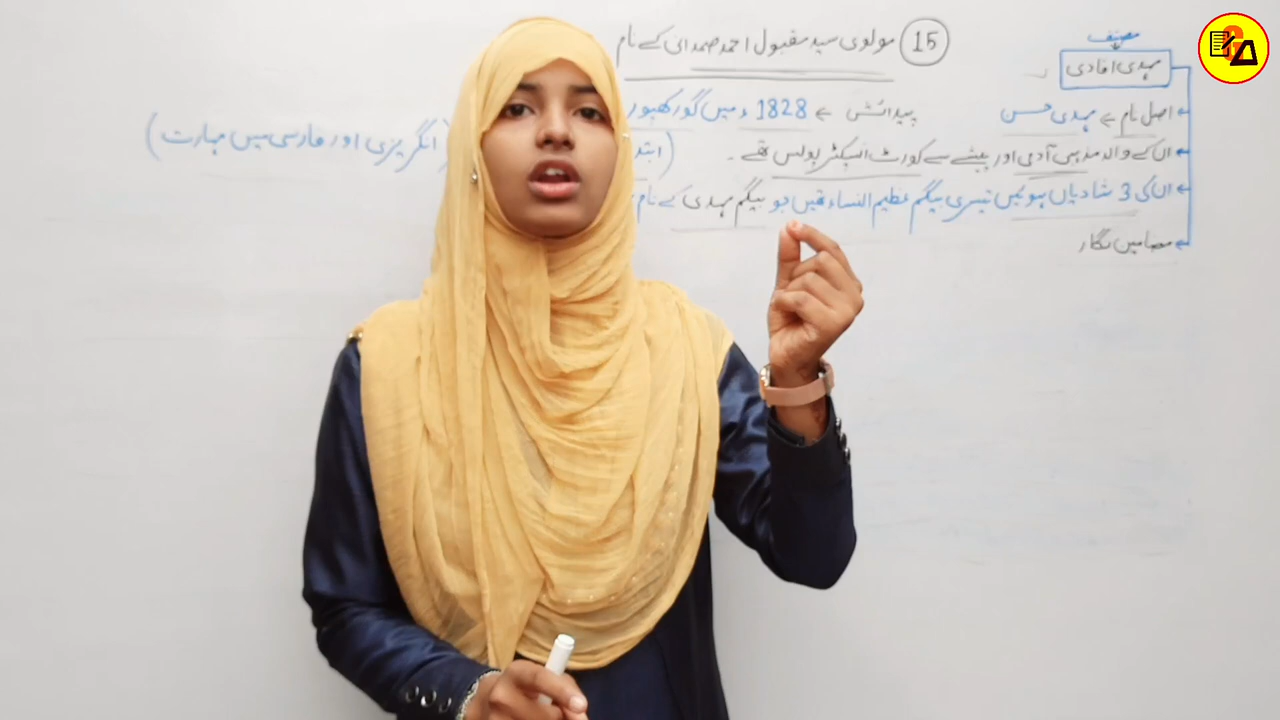 15 مولوی سید مقبول احمد صمدانی کے نام
مصنف
مہدی افادی
اصل نام ← مہدی حسن پیدائش ← 1828ء میں گورکھپور
ان کے والد مذہبی آدمی اور پیشے سے کورٹ انسپکٹر پولیس تھے۔ (ابتد انگریزی اور فارسی میں مہارت)
ان کی 3 شادیاں ہوئیں تیسری بیگم عظیم النساء تھیں جو بیگم مہدی کے نام
مضامین نگار